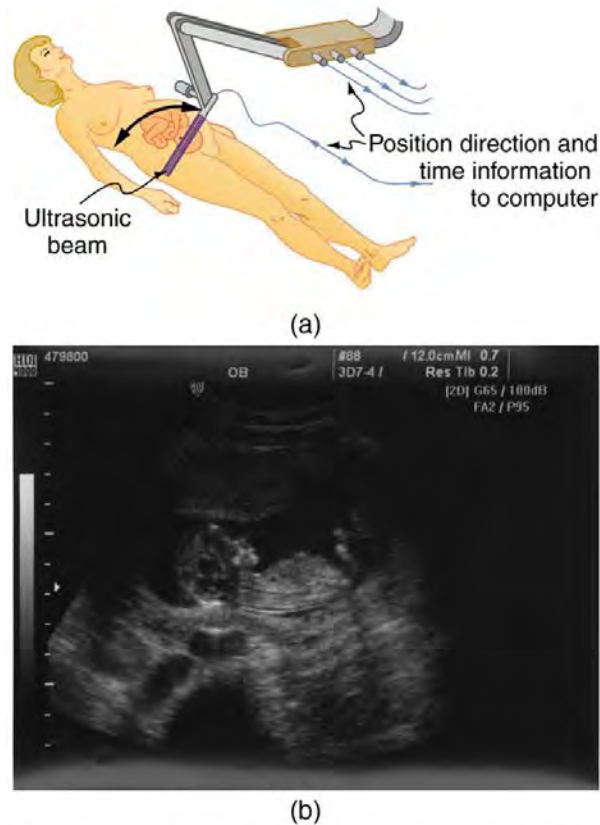 Position direction and
time information
to computer
Ultrasonic
beam
(a)
HDI 479800
#88 / 12.0cm MI 0.7
OB
3D7-4 / Res TIb 0.2
[2D] G65 / 100dB
FA2 / P95
(b)